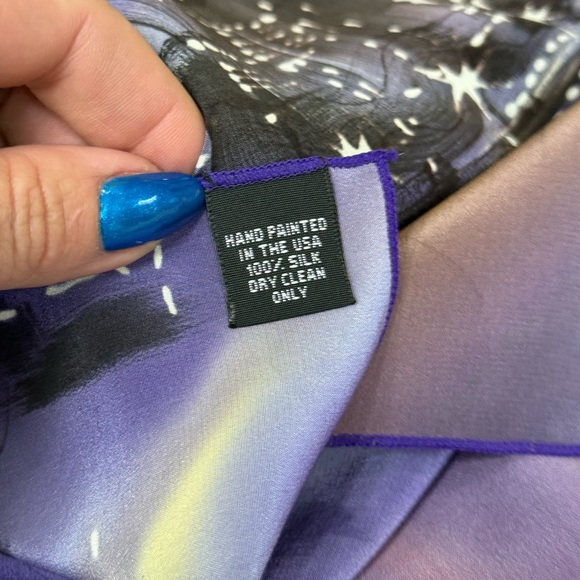 HAND PAINTED
IN THE USA
100% SILK
DRY CLEAN
ONLY